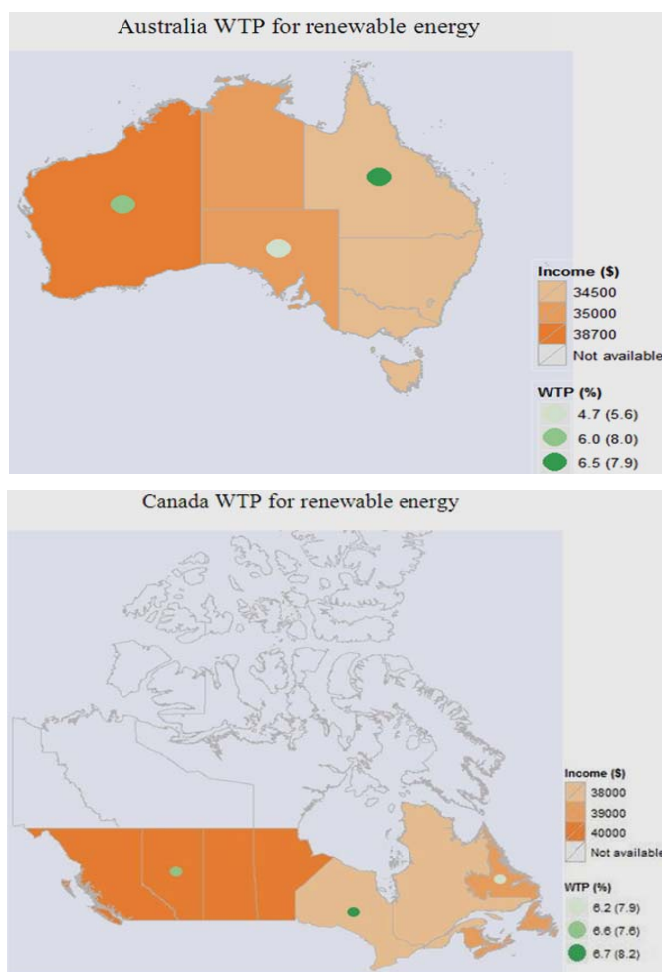 Australia WTP for renewable energy
Income ($)
34500
35000
38700
Not available
WTP (%)
4.7 (5.6)
6.0 (8.0)
6.5 (7.9)
Canada WTP for renewable energy
Income ($)
38000
39000
40000
Not available
WTP (%)
6.2 (7.9)
6.6 (7.6)
6.7 (8.2)